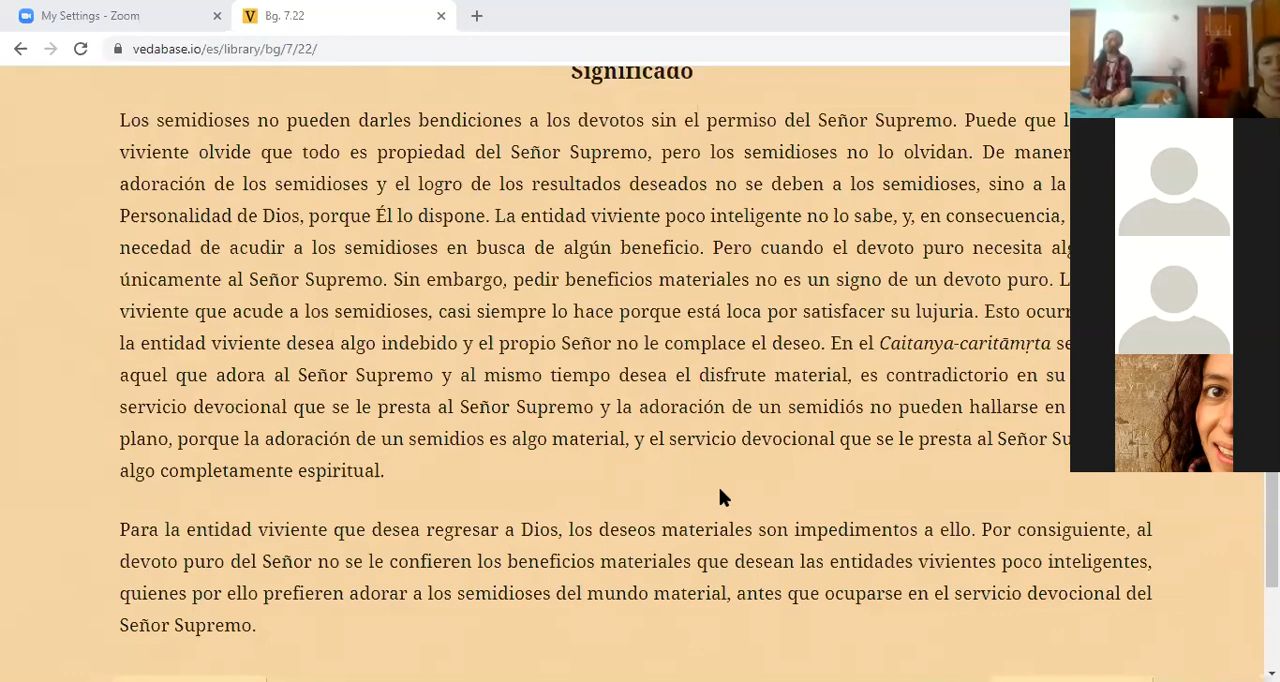 My Settings - Zoom
Bg. 7.22
vedabase.io/es/library/bg/7/22/
Significado
Los semidioses no pueden darles bendiciones a los devotos sin el permiso del Señor Supremo. Puede que
viviente olvide que todo es propiedad del Señor Supremo, pero los semidioses no lo olvidan. De
adoración de los semidioses y el logro de los resultados deseados no se deben a los semidioses, sino a la
Personalidad de Dios, porque Él lo dispone. La entidad viviente poco inteligente no lo sabe, y, en consecuencia,
necedad de acudir a los semidioses en busca de algún beneficio. Pero cuando el devoto puro necesita
únicamente al Señor Supremo. Sin embargo, pedir beneficios materiales no es un signo de un devoto puro.
viviente que acude a los semidioses, casi siempre lo hace porque está loca por satisfacer su lujuria. Esto
la entidad viviente desea algo indebido y el propio Señor no le complace el deseo. En el Caitanya-caritāmṛta
aquel que adora al Señor Supremo y al mismo tiempo desea el disfrute material, es contradictorio en su
servicio devocional que se le presta al Señor Supremo y la adoración de un semidiós no pueden hallarse en
plano, porque la adoración de un semidios es algo material, y el servicio devocional que se le presta al Señor
algo completamente espiritual.
Para la entidad viviente que desea regresar a Dios, los deseos materiales son impedimentos a ello. Por consiguiente, al
devoto puro del Señor no se le confieren los beneficios materiales que desean las entidades vivientes poco inteligentes,
quienes por ello prefieren adorar a los semidioses del mundo material, antes que ocuparse en el servicio devocional del
Señor Supremo.